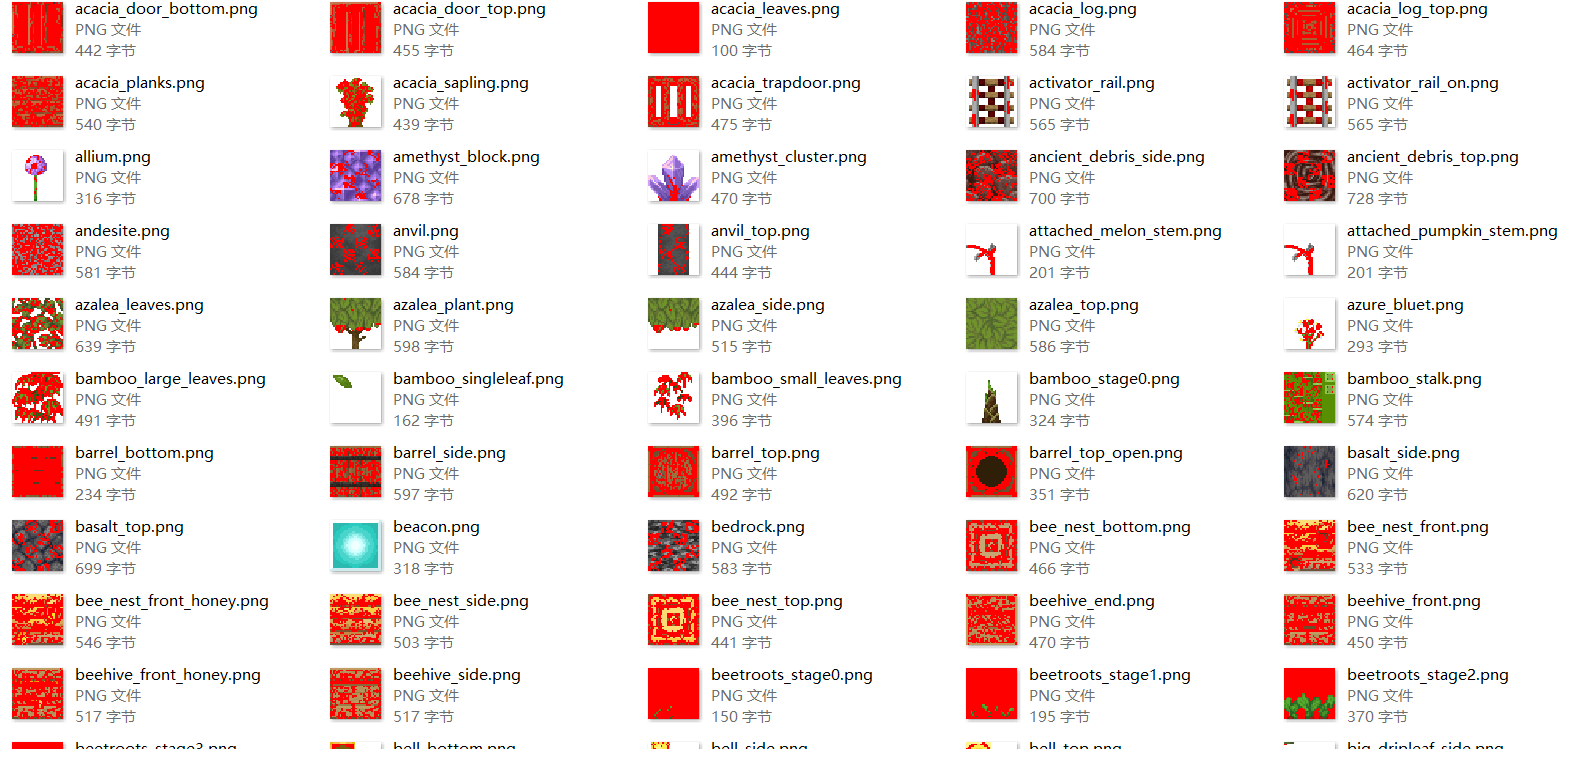 acacia_door_bottom.png
PNG 文件
442 字节
acacia_door_top.png
PNG 文件
455 字节
acacia_leaves.png
PNG 文件
100 字节
acacia_log.png
PNG 文件
584 字节
acacia_log_top.png
PNG 文件
464 字节
acacia_planks.png
PNG 文件
540 字节
acacia_sapling.png
PNG 文件
439 字节
acacia_trapdoor.png
PNG 文件
475 字节
activator_rail.png
PNG 文件
565 字节
activator_rail_on.png
PNG 文件
565 字节
allium.png
PNG 文件
316 字节
amethyst_block.png
PNG 文件
678 字节
amethyst_cluster.png
PNG 文件
470 字节
ancient_debris_side.png
PNG 文件
700 字节
ancient_debris_top.png
PNG 文件
728 字节
andesite.png
PNG 文件
581 字节
anvil.png
PNG 文件
584 字节
anvil_top.png
PNG 文件
444 字节
attached_melon_stem.png
PNG 文件
201 字节
attached_pumpkin_stem.png
PNG 文件
201 字节
azalea_leaves.png
PNG 文件
639 字节
azalea_plant.png
PNG 文件
598 字节
azalea_side.png
PNG 文件
515 字节
azalea_top.png
PNG 文件
586 字节
azure_bluet.png
PNG 文件
293 字节
bamboo_large_leaves.png
PNG 文件
491 字节
bamboo_singleleaf.png
PNG 文件
162 字节
bamboo_small_leaves.png
PNG 文件
396 字节
bamboo_stage0.png
PNG 文件
324 字节
bamboo_stalk.png
PNG 文件
574 字节
barrel_bottom.png
PNG 文件
234 字节
barrel_side.png
PNG 文件
597 字节
barrel_top.png
PNG 文件
492 字节
barrel_top_open.png
PNG 文件
351 字节
basalt_side.png
PNG 文件
620 字节
basalt_top.png
PNG 文件
699 字节
beacon.png
PNG 文件
318 字节
bedrock.png
PNG 文件
583 字节
bee_nest_bottom.png
PNG 文件
466 字节
bee_nest_front.png
PNG 文件
533 字节
bee_nest_front_honey.png
PNG 文件
546 字节
bee_nest_side.png
PNG 文件
503 字节
bee_nest_top.png
PNG 文件
441 字节
beehive_end.png
PNG 文件
470 字节
beehive_front.png
PNG 文件
450 字节
beehive_front_honey.png
PNG 文件
517 字节
beehive_side.png
PNG 文件
517 字节
beetroots_stage0.png
PNG 文件
150 字节
beetroots_stage1.png
PNG 文件
195 字节
beetroots_stage2.png
PNG 文件
370 字节
beetroots_stage3.png
bell_bottom.png
bell_side.png
bell_top.png
big_dripleaf_side.png